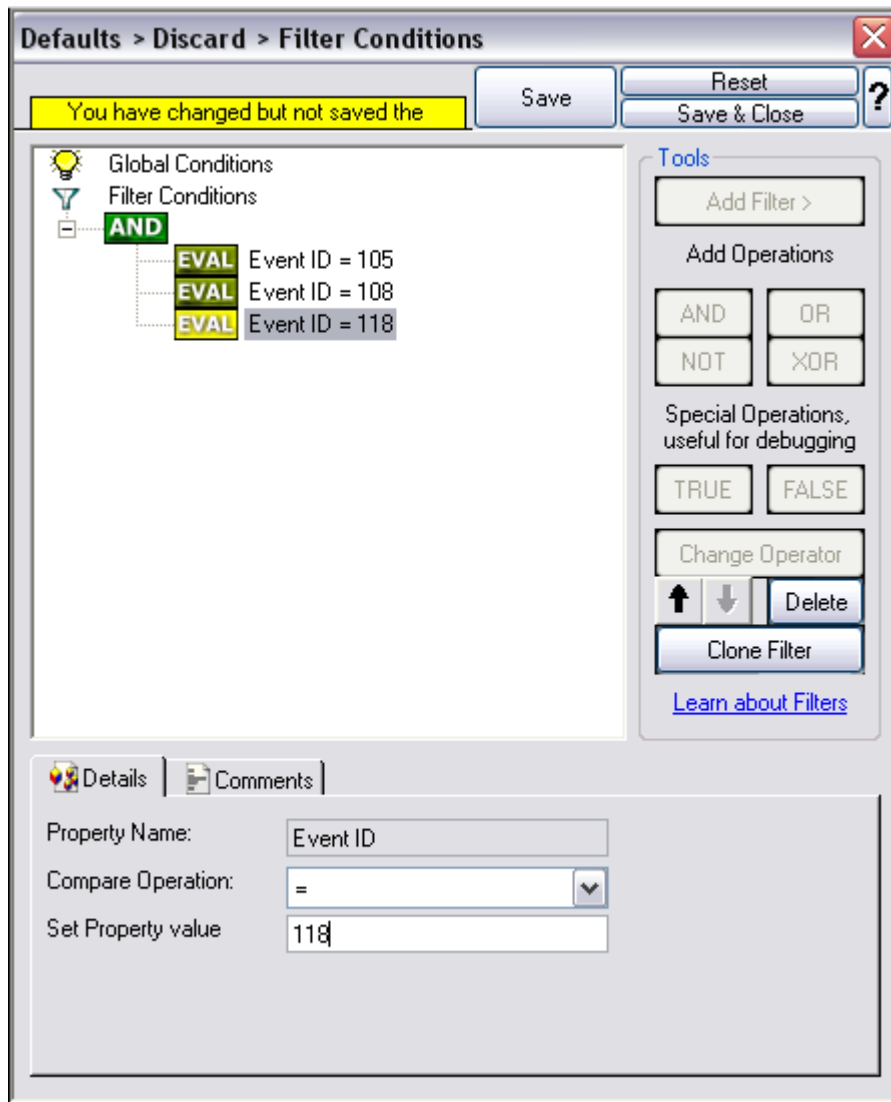 Defaults > Discard > Filter Conditions
You have changed but not saved the
Save
Reset
Save & Close
?
Global Conditions
Filter Conditions
AND
EVAL Event ID = 105
EVAL Event ID = 108
EVAL Event ID = 118
Tools
Add Filter >
Add Operations
AND OR
NOT XOR
Special Operations,
useful for debugging
TRUE FALSE
Change Operator
Delete
Clone Filter
Learn about Filters
Details Comments
Property Name: Event ID
Compare Operation: =
Set Property value 118